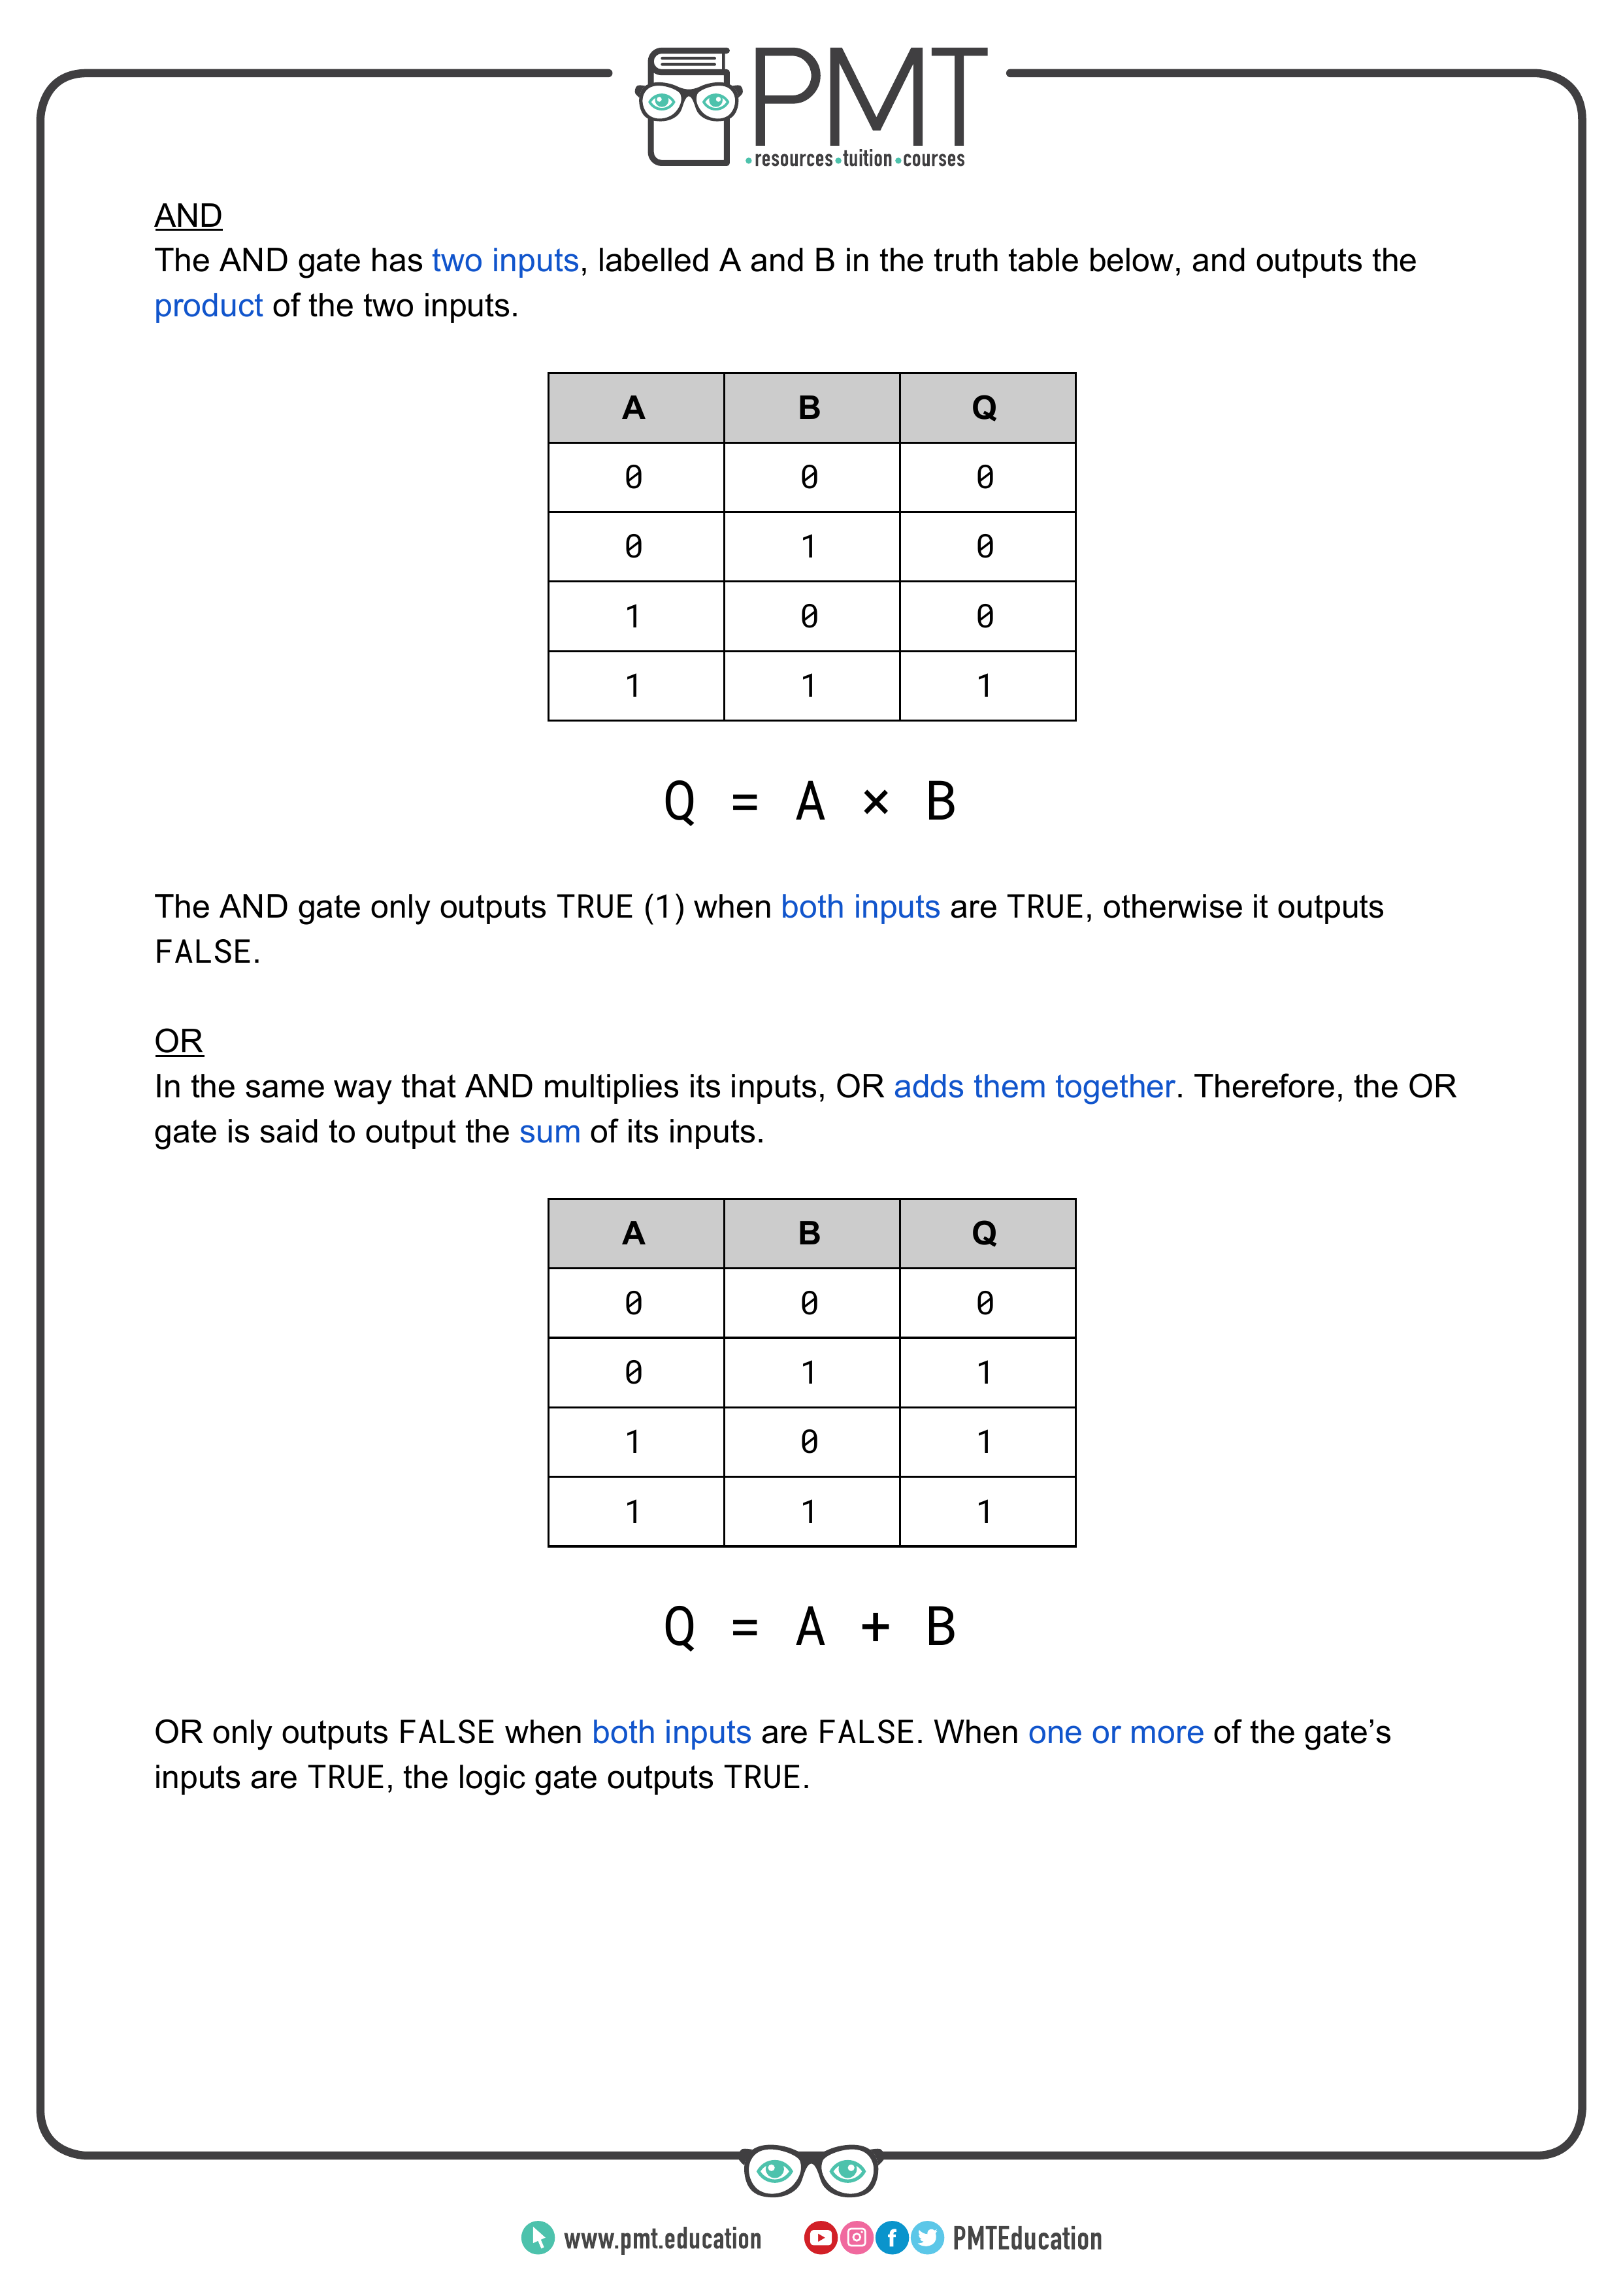 PMT
•resources•tuition•courses
AND
The AND gate has two inputs, labelled A and B in the truth table below, and outputs the
product of the two inputs.
A B Q
0 0 0
0 1 0
1 0 0
1 1 1
Q = A × B
The AND gate only outputs TRUE (1) when both inputs are TRUE, otherwise it outputs
FALSE.
OR
In the same way that AND multiplies its inputs, OR adds them together. Therefore, the OR
gate is said to output the sum of its inputs.
A B Q
0 0 0
0 1 1
1 0 1
1 1 1
Q = A + B
OR only outputs FALSE when both inputs are FALSE. When one or more of the gate’s
inputs are TRUE, the logic gate outputs TRUE.
www.pmt.education PMTEducation